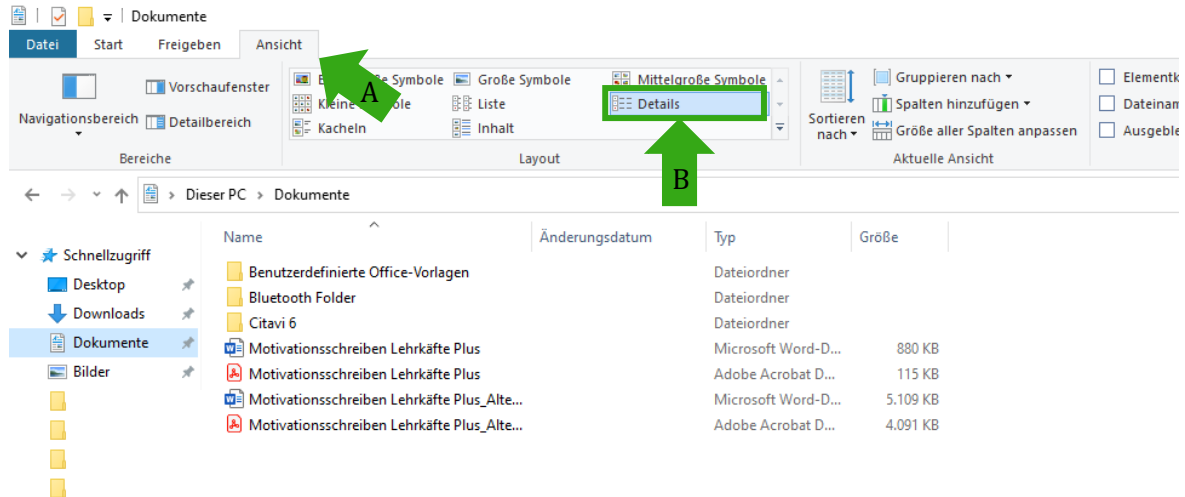 Dokumente
Datei Start Freigeben Ansicht
Navigationsbereich
Vorschaufenster
Detailbereich
Bereiche
A
Symbole
Große Symbole
Mittelgroße Symbole
Kleine
Liste
Details
Kacheln
Inhalt
Layout
B
Sortieren
nach
Gruppieren nach
Spalten hinzufügen
Größe aller Spalten anpassen
Aktuelle Ansicht
Dieser PC > Dokumente
Name Änderungsdatum Typ Größe
Schnellzugriff
Desktop
Downloads
Dokumente
Bilder
Benutzerdefinierte Office-Vorlagen Dateiordner
Bluetooth Folder Dateiordner
Citavi 6 Dateiordner
Motivationsschreiben Lehrkäfte Plus Microsoft Word-D... 880 KB
Motivationsschreiben Lehrkäfte Plus Adobe Acrobat D... 115 KB
Motivationsschreiben Lehrkäfte Plus_Alte... Microsoft Word-D... 5.109 KB
Motivationsschreiben Lehrkäfte Plus_Alte... Adobe Acrobat D... 4.091 KB